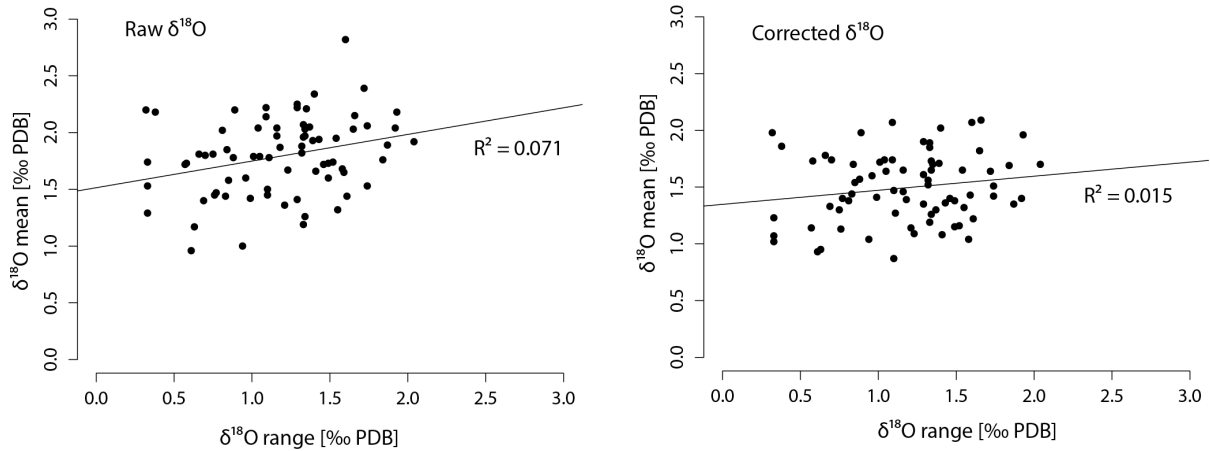 Raw δ¹⁸O
δ¹⁸O mean [‰ PDB]
3.0
2.5
2.0
1.5
1.0
0.5
0.0
R² = 0.071
0.0 0.5 1.0 1.5 2.0 2.5 3.0
δ¹⁸O range [‰ PDB]
Corrected δ¹⁸O
δ¹⁸O mean [‰ PDB]
3.0
2.5
2.0
1.5
1.0
0.5
0.0
R² = 0.015
0.0 0.5 1.0 1.5 2.0 2.5 3.0
δ¹⁸O range [‰ PDB]